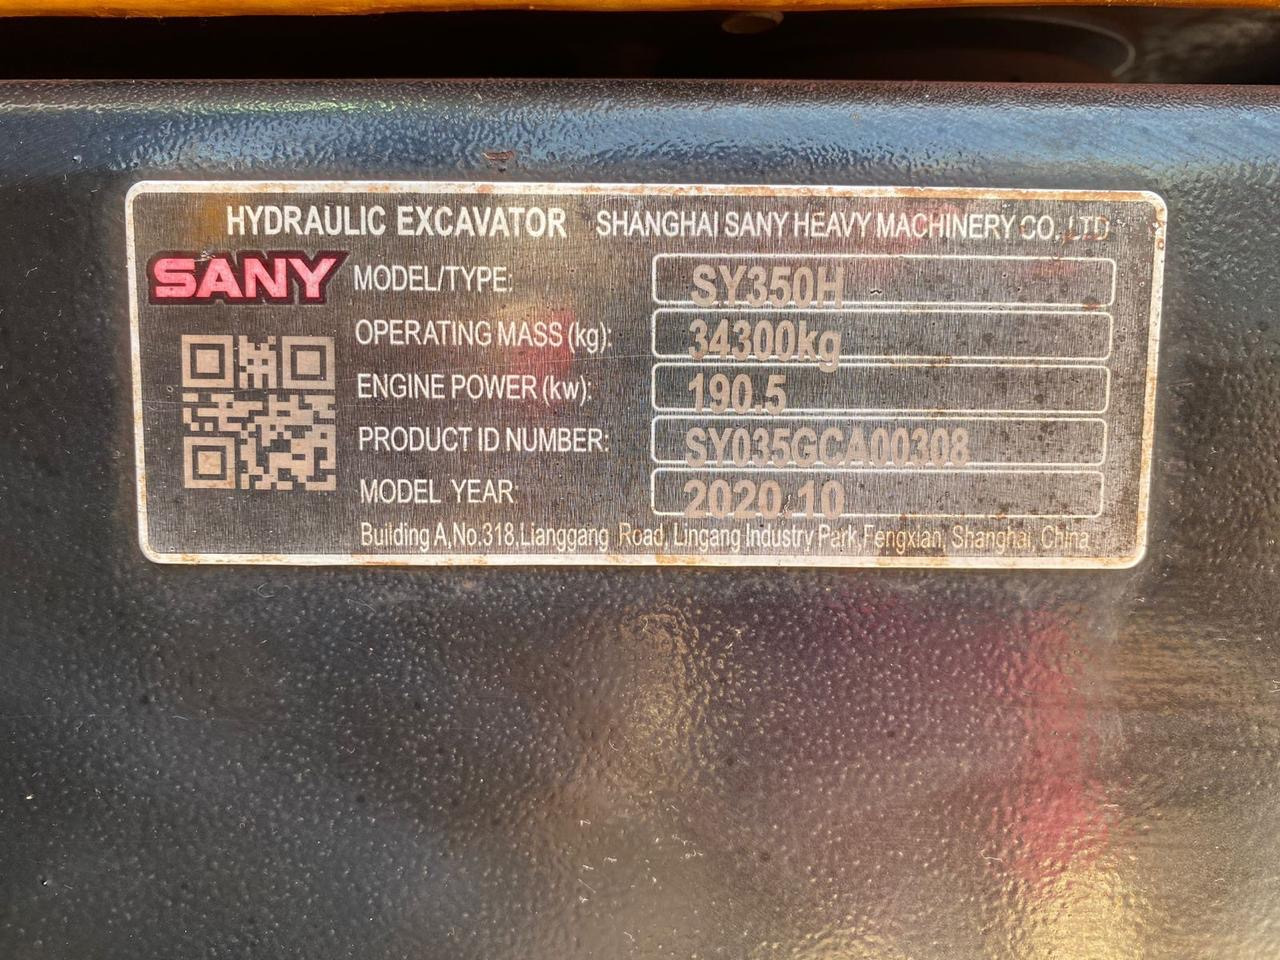 HYDRAULIC EXCAVATOR SHANGHAI SANY HEAVY MACHINERY CO.,LTD
SANY
MODEL/TYPE: SY350H
OPERATING MASS (kg): 34300kg
ENGINE POWER (kw): 190.5
PRODUCT ID NUMBER: SY035GCA00308
MODEL YEAR 2020.10
Building A,No.318,Lianggang Road, Lingang Industry Park,Fengxian, Shanghai, China